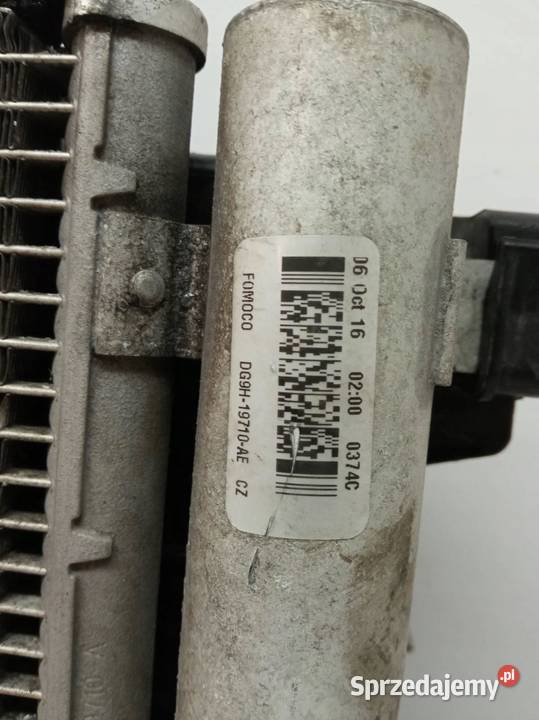 06 Oct 16 02:00 0374C
FOMOCO DG9H-19710-AE CZ
Sprzedajemy.pl